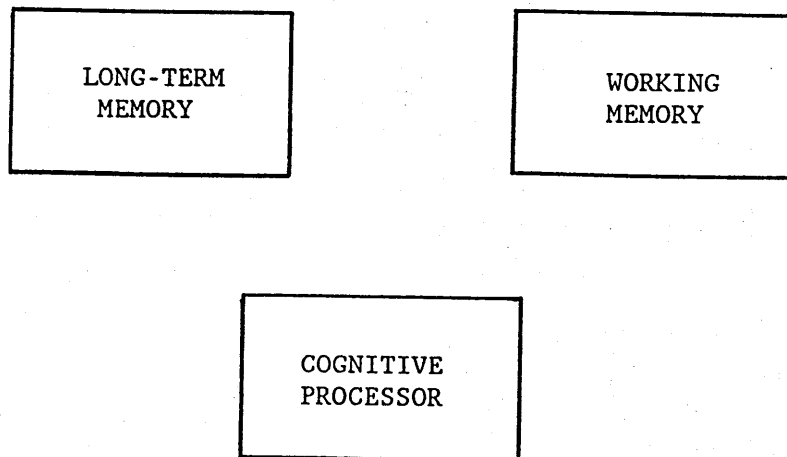 LONG-TERM
MEMORY
WORKING
MEMORY
COGNITIVE
PROCESSOR